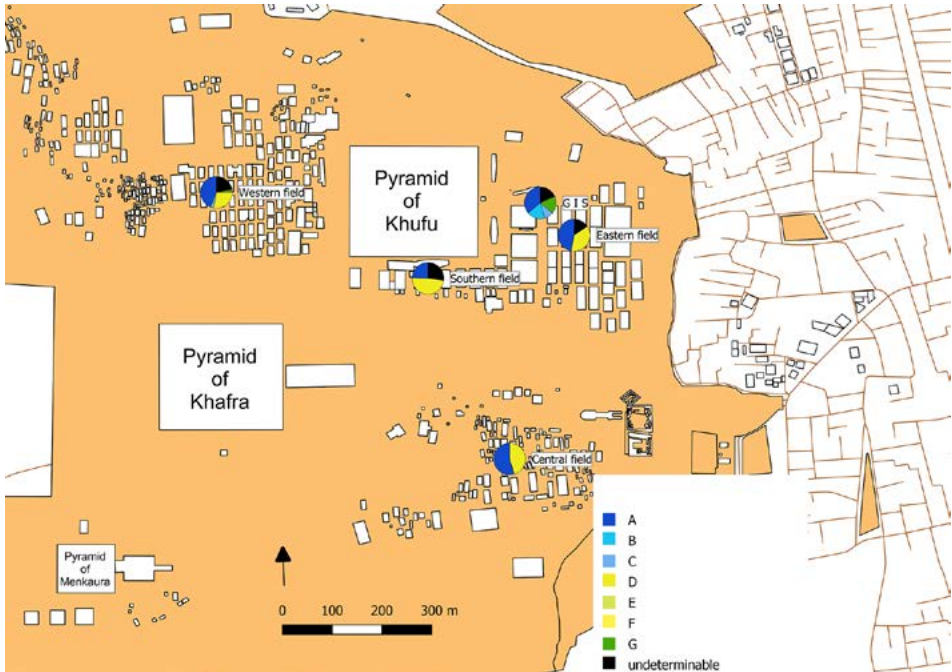 Pyramid
of
Khufu
Western field
G I S
Eastern field
Southern field
Pyramid
of
Khafra
Central field
Pyramid
of
Menkaura
0 100 200 300 m
A
B
C
D
E
F
G
undeterminable